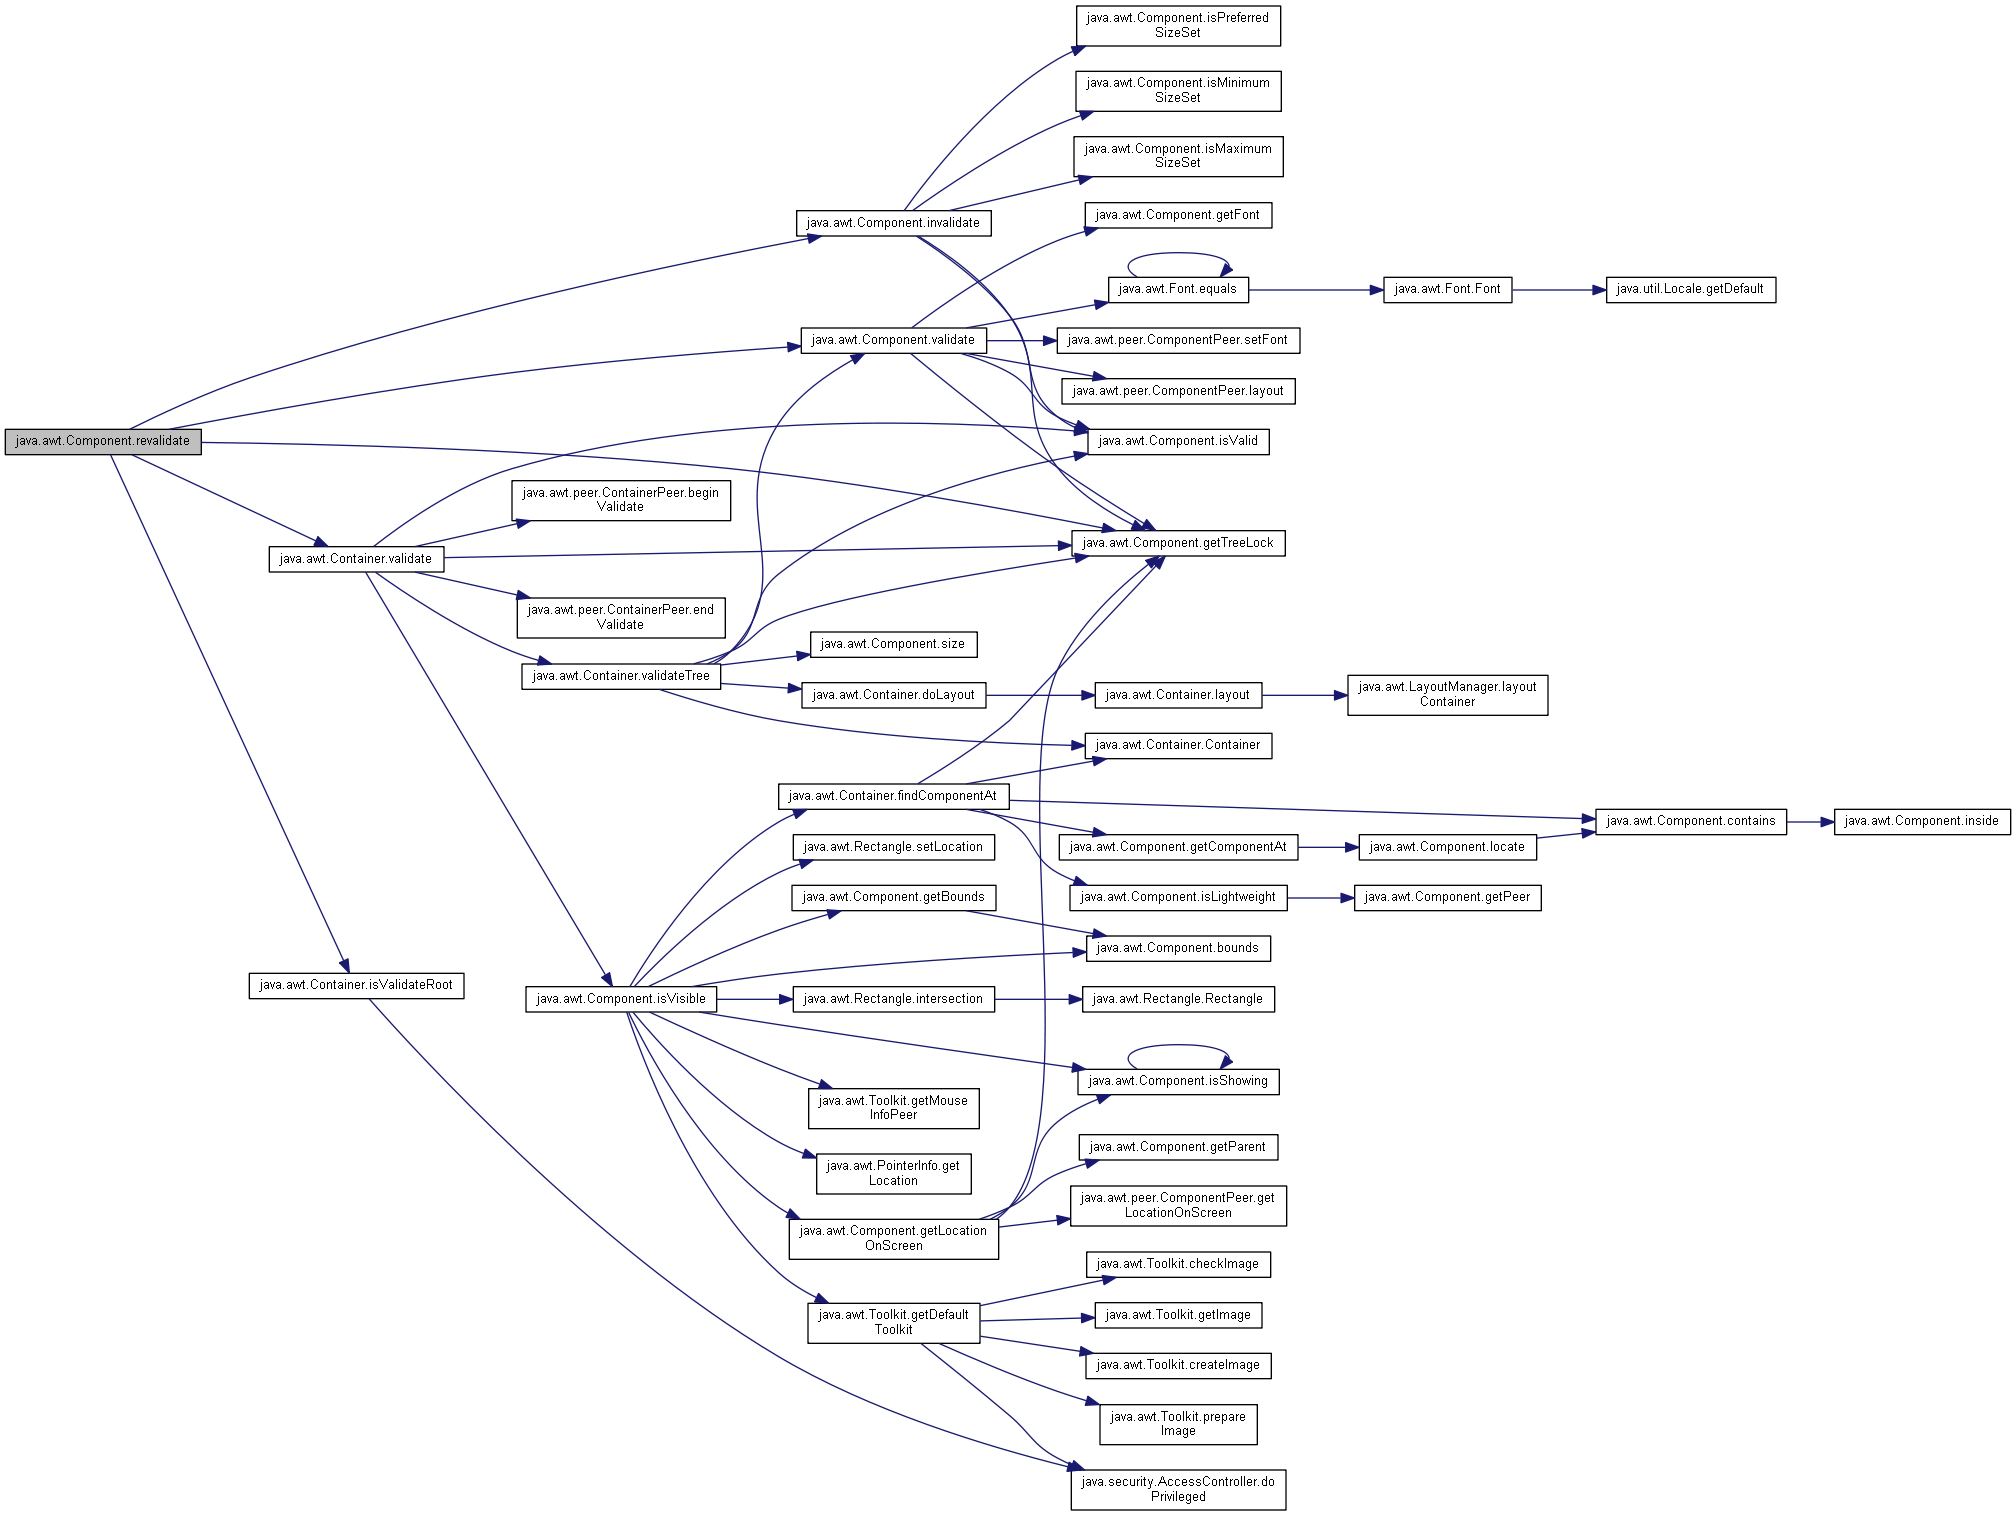 java.awt.Component.isPreferred
SizeSet
java.awt.Component.isMinimum
SizeSet
java.awt.Component.isMaximum
SizeSet
java.awt.Component.invalidate
java.awt.Component.getFont
java.awt.Font.equals
java.awt.Font.Font
java.util.Locale.getDefault
java.awt.Component.validate
java.awt.peer.ComponentPeer.setFont
java.awt.peer.ComponentPeer.layout
java.awt.Component.revalidate
java.awt.Component.isValid
java.awt.peer.ContainerPeer.begin
Validate
java.awt.Container.validate
java.awt.Component.getTreeLock
java.awt.peer.ContainerPeer.end
Validate
java.awt.Component.size
java.awt.Container.validateTree
java.awt.Container.doLayout
java.awt.Container.layout
java.awt.LayoutManager.layout
Container
java.awt.Container.Container
java.awt.Container.findComponentAt
java.awt.Component.contains
java.awt.Component.inside
java.awt.Rectangle.setLocation
java.awt.Component.getComponentAt
java.awt.Component.locate
java.awt.Component.getBounds
java.awt.Component.isLightweight
java.awt.Component.getPeer
java.awt.Component.bounds
java.awt.Container.isValidateRoot
java.awt.Component.isVisible
java.awt.Rectangle.intersection
java.awt.Rectangle.Rectangle
java.awt.Component.isShowing
java.awt.Toolkit.getMouse
InfoPeer
java.awt.Component.getParent
java.awt.PointerInfo.get
Location
java.awt.peer.ComponentPeer.get
LocationOnScreen
java.awt.Component.getLocation
OnScreen
java.awt.Toolkit.checkImage
java.awt.Toolkit.getDefault
Toolkit
java.awt.Toolkit.getImage
java.awt.Toolkit.createImage
java.awt.Toolkit.prepare
Image
java.security.AccessController.do
Privileged